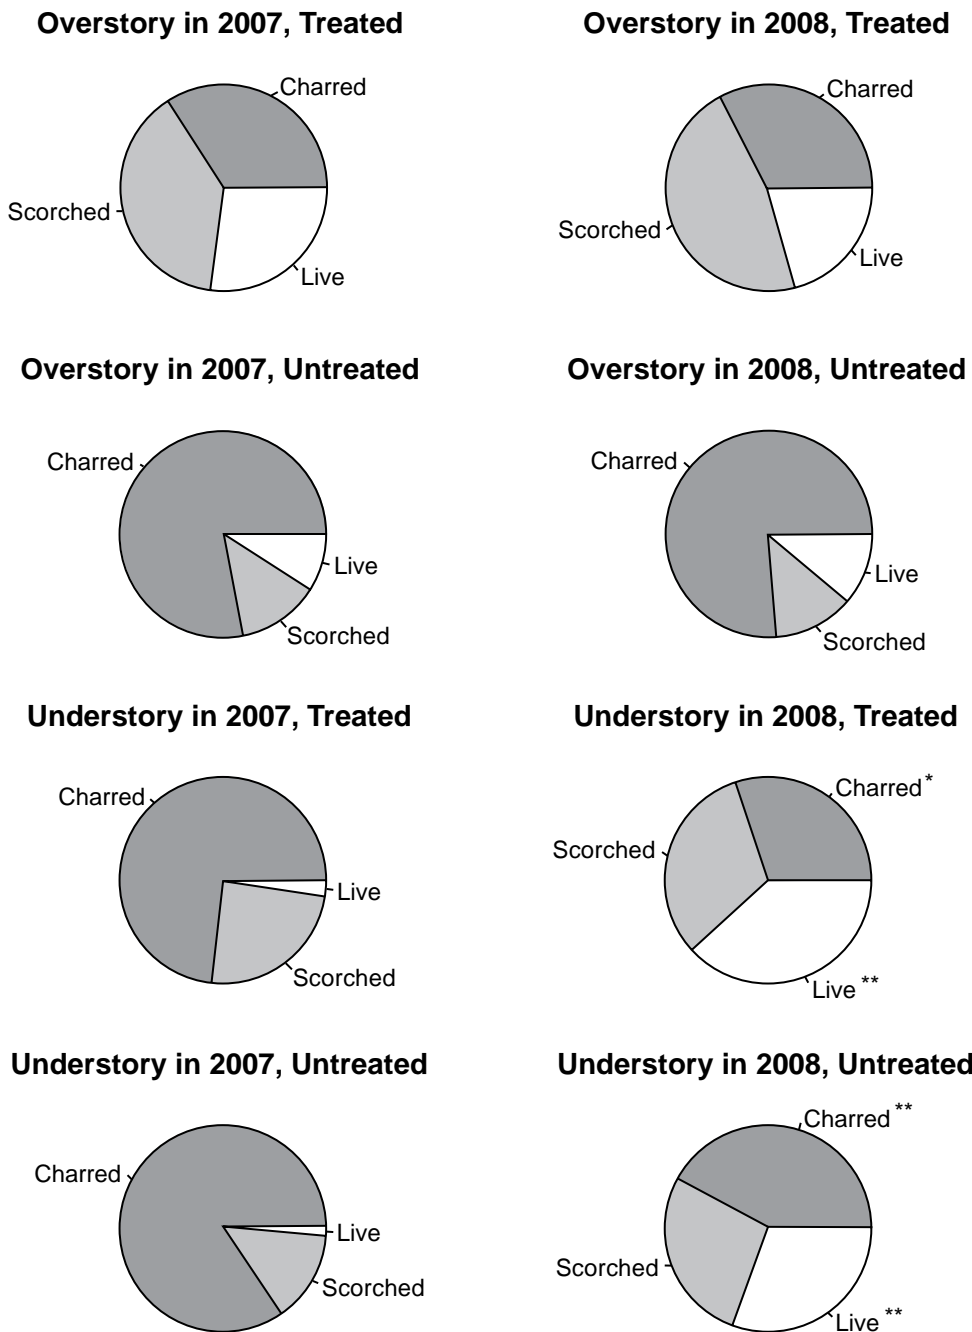 Overstory in 2007, Treated
Charred
Scorched
Live
Overstory in 2008, Treated
Charred
Scorched
Live
Overstory in 2007, Untreated
Charred
Live
Scorched
Overstory in 2008, Untreated
Charred
Live
Scorched
Understory in 2007, Treated
Charred
Live
Scorched
Understory in 2008, Treated
Charred*
Scorched
Live **
Understory in 2007, Untreated
Charred
Live
Scorched
Understory in 2008, Untreated
Charred **
Scorched
Live **